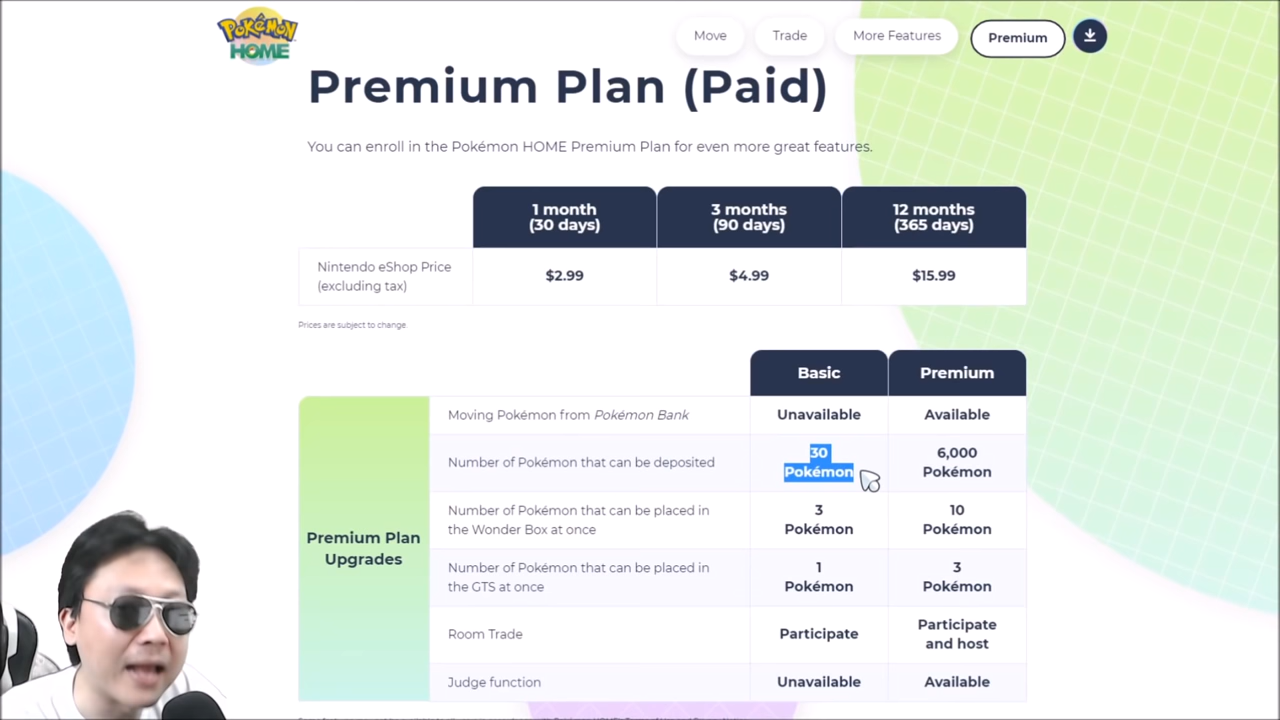 POKéMON
HOME
Move
Trade
More Features
Premium
Premium Plan (Paid)
You can enroll in the Pokémon HOME Premium Plan for even more great features.
1 month
(30 days)
3 months
(90 days)
12 months
(365 days)
Nintendo eShop Price
(excluding tax)
$2.99
$4.99
$15.99
Prices are subject to change
Basic
Premium
Premium Plan
Upgrades
Moving Pokémon from Pokémon Bank
Unavailable
Available
Number of Pokémon that can be deposited
30
Pokémon
6,000
Pokémon
Number of Pokémon that can be placed in
the Wonder Box at once
3
Pokémon
10
Pokémon
Number of Pokémon that can be placed in
the GTS at once
1
Pokémon
3
Pokémon
Room Trade
Participate
Participate
and host
Judge function
Unavailable
Available